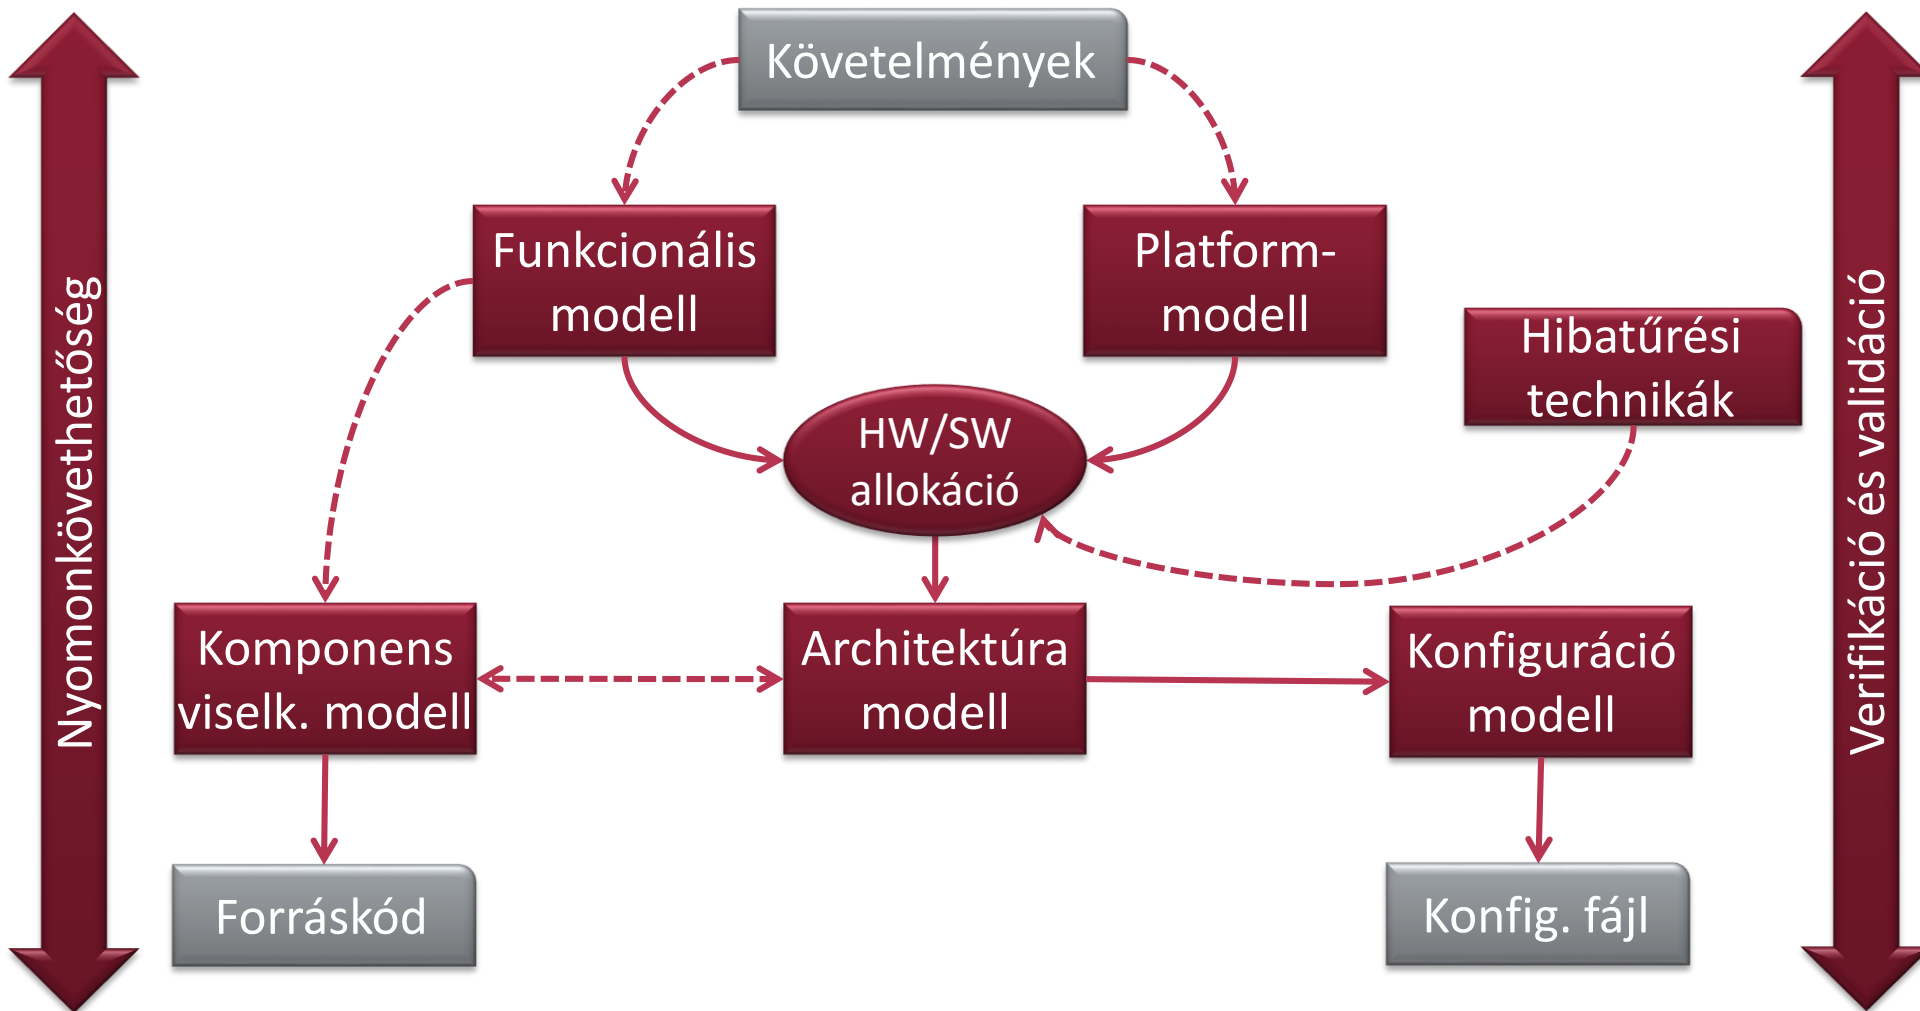 Követelmények
Funkcionális
modell
Platform-
modell
Hibatűrési
technikák
HW/SW
allokáció
Komponens
viselk. modell
Architektúra
modell
Konfiguráció
modell
Forráskód
Konfig. fájl
Nyomonkövethetőség
Verifikáció és validáció